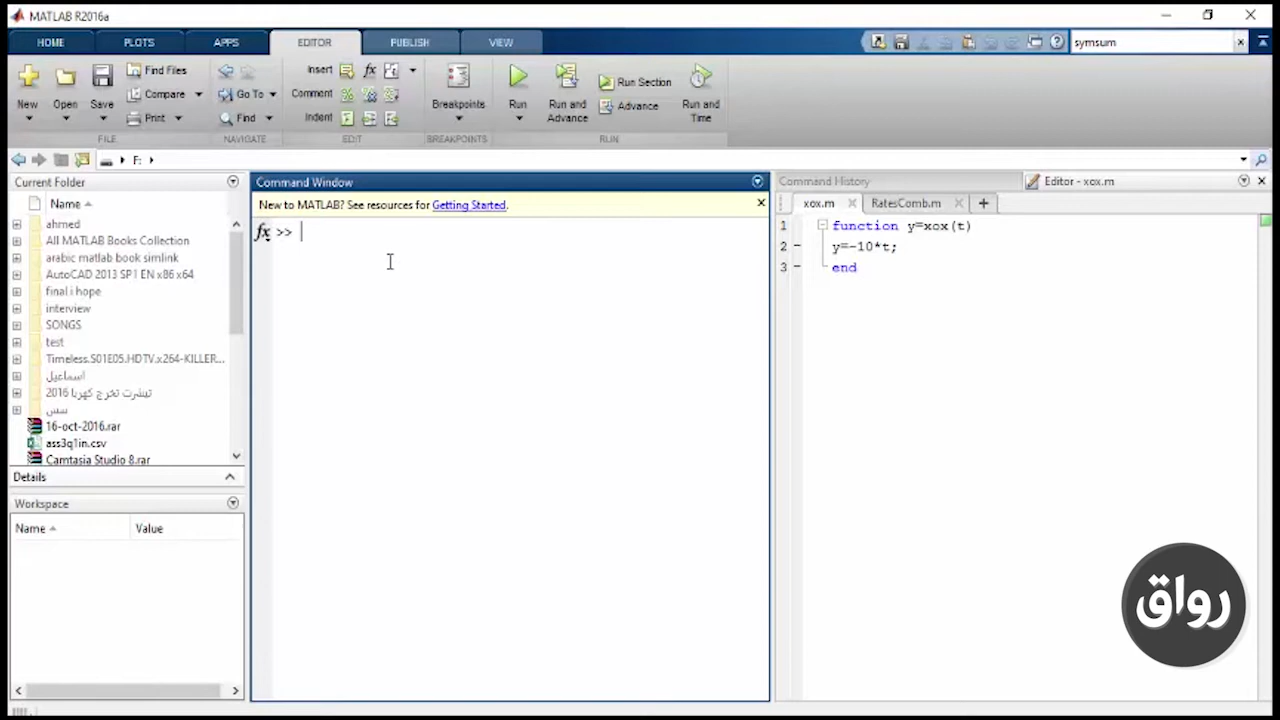 MATLAB R2016a
HOME PLOTS APPS EDITOR PUBLISH VIEW symsum
New Open Save Find Files Compare Print
Go To Find
Insert fx
Comment
Indent
Breakpoints Run Run and Advance Run Section Advance Run and Time
FILE NAVIGATE EDIT BREAKPOINTS RUN
F:
Current Folder
Name
ahmed
All MATLAB Books Collection
arabic matlab book simlink
AutoCAD 2013 SP1 EN x86 x64
final i hope
interview
SONGS
test
Timeless.S01E05.HDTV.x264-KILLER...
اسماعيل
تيشرت تخرج كهربا 2016
سش
16-oct-2016.rar
ass3q1in.csv
Camtasia Studio 8.rar
Details
Workspace
Name Value
Command Window
New to MATLAB? See resources for Getting Started.
fx >>
Command History Editor - xox.m
xox.m RatesComb.m
1 function y=xox(t)
2 y=-10*t;
3 end
رواق